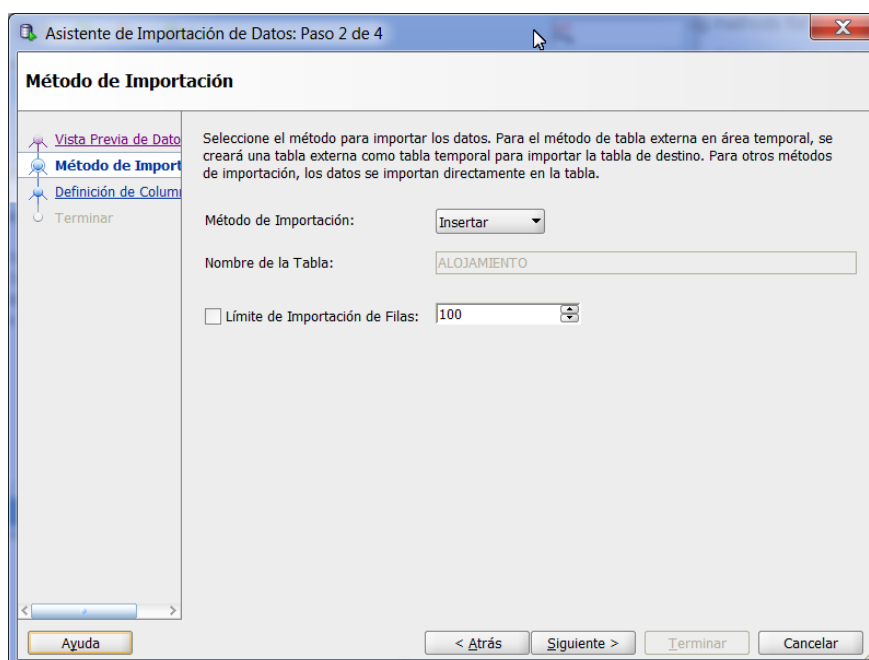 Asistente de Importación de Datos: Paso 2 de 4
Método de Importación
Vista Previa de Dato
Método de Import
Definición de Colum
Terminar
Seleccione el método para importar los datos. Para el método de tabla externa en área temporal, se
creará una tabla externa como tabla temporal para importar la tabla de destino. Para otros métodos
de importación, los datos se importan directamente en la tabla.
Método de Importación:
Insertar
Nombre de la Tabla:
ALOJAMIENTO
Límite de Importación de Filas:
100
Ayuda
< Atrás
Siguiente >
Terminar
Cancelar